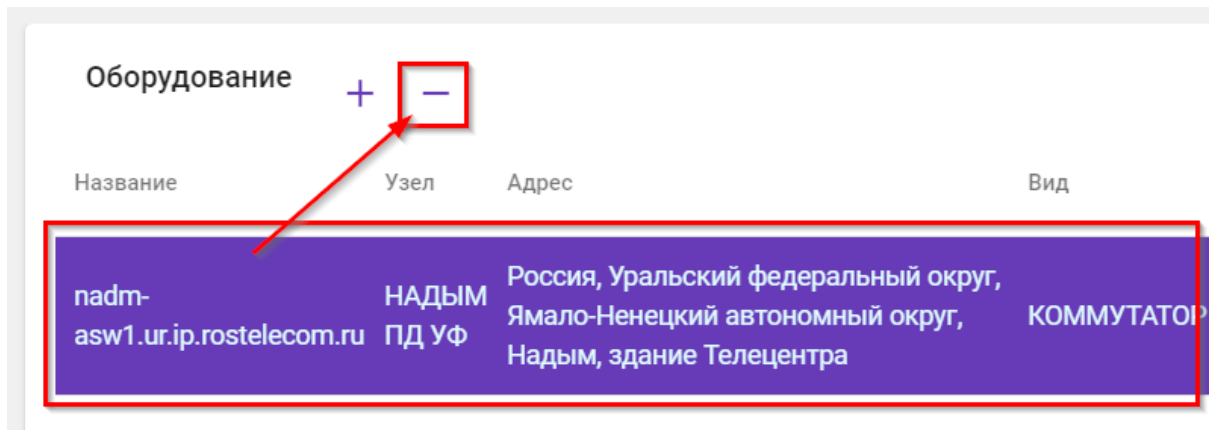 Оборудование + −
Название Узел Адрес Вид
nadm-
asw1.ur.ip.rostelecom.ru
НАДЫМ
ПД УФ
Россия, Уральский федеральный округ,
Ямало-Ненецкий автономный округ,
Надым, здание Телецентра
КОММУТАТОР